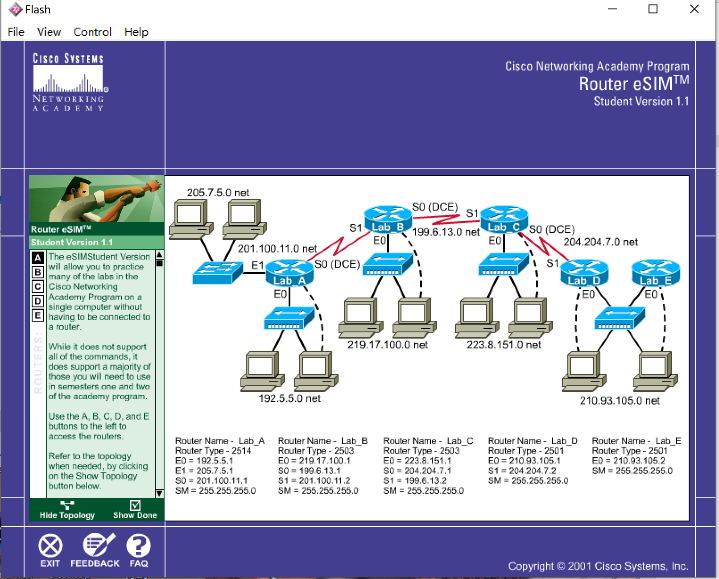 Flash
File View Control Help
CISCO SYSTEMS
NETWORKING
ACADEMY
Cisco Networking Academy Program
Router eSIM™
Student Version 1.1
Router eSIM™
Student Version 1.1
A
B
C
D
E
ROUTERS:
The eSIMStudent Version
will allow you to practice
many of the labs in the
Cisco Networking
Academy Program on a
single computer without
having to be connected to
a router.
While it does not support
all of the commands, it
does support a majority of
those you will need to use
in semesters one and two
of the academy program.
Use the A, B, C, D, and E
buttons to the left to
access the routers.
Refer to the topology
when needed, by clicking
on the Show Topology
button below.
Hide Topology
Show Done
205.7.5.0 net
201.100.11.0 net
E1
S0 (DCE)
Lab_A
E0
192.5.5.0 net
S1
Lab_B
S0 (DCE)
E0
199.6.13.0 net
219.17.100.0 net
S1
Lab_C
S0 (DCE)
E0
204.204.7.0 net
223.8.151.0 net
S1
Lab_D
E0
Lab_E
E0
210.93.105.0 net
Router Name - Lab_A
Router Type - 2514
E0 = 192.5.5.1
E1 = 205.7.5.1
S0 = 201.100.11.1
SM = 255.255.255.0
Router Name - Lab_B
Router Type - 2503
E0 = 219.17.100.1
S0 = 199.6.13.1
S1 = 201.100.11.2
SM = 255.255.255.0
Router Name - Lab_C
Router Type - 2503
E0 = 223.8.151.1
S0 = 204.204.7.1
S1 = 199.6.13.2
SM = 255.255.255.0
Router Name - Lab_D
Router Type - 2501
E0 = 210.93.105.1
S1 = 204.204.7.2
SM = 255.255.255.0
Router Name - Lab_E
Router Type - 2501
E0 = 210.93.105.2
SM = 255.255.255.0
EXIT
FEEDBACK
FAQ
Copyright © 2001 Cisco Systems, Inc.